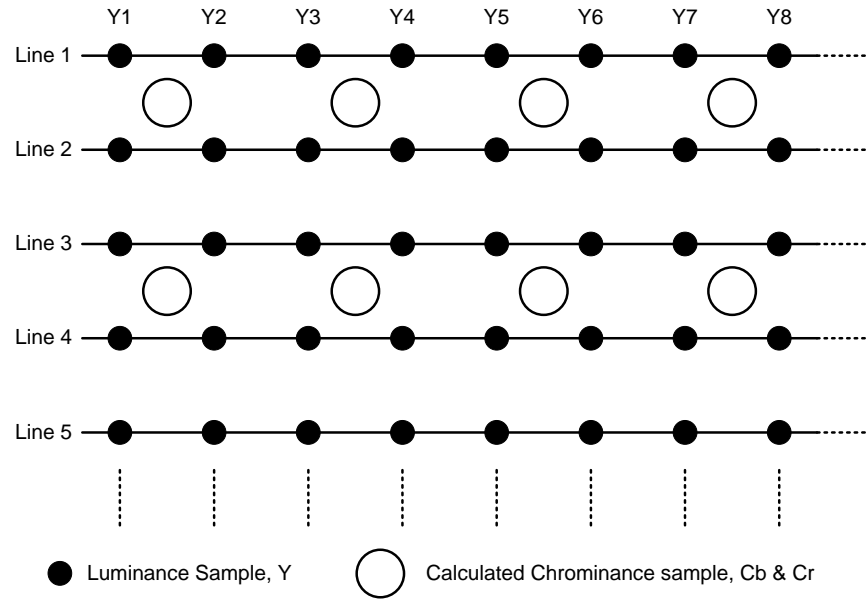 Y1 Y2 Y3 Y4 Y5 Y6 Y7 Y8
Line 1
Line 2
Line 3
Line 4
Line 5
Luminance Sample, Y
Calculated Chrominance sample, Cb & Cr